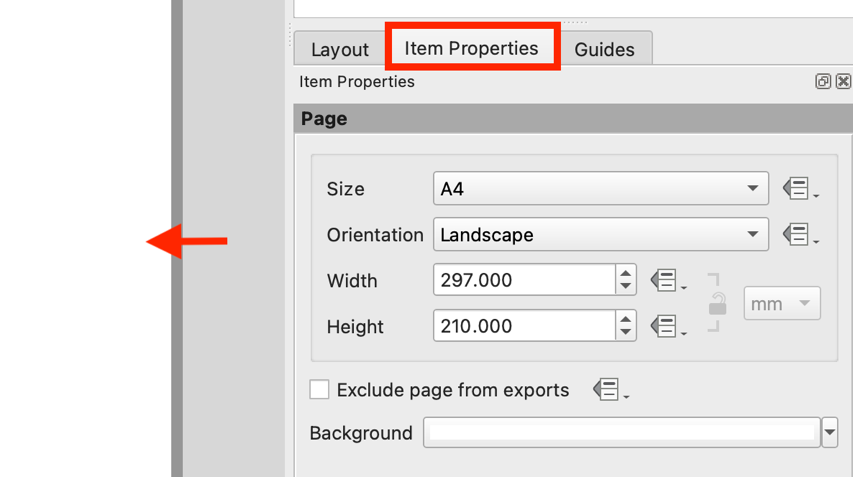 Layout Item Properties Guides
Item Properties
Page
Size A4
Orientation Landscape
Width 297.000
mm
Height 210.000
Exclude page from exports
Background